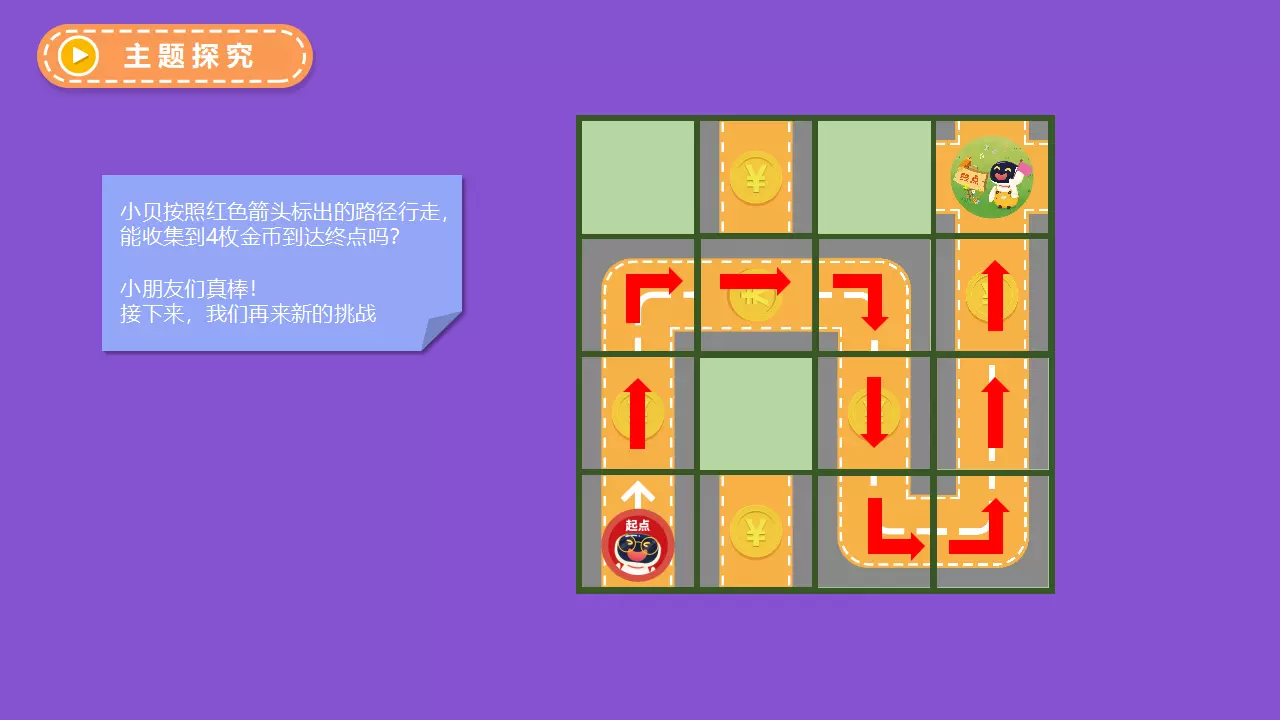 主题探究
小贝按照红色箭头标出的路径行走，
能收集到4枚金币到达终点吗？
小朋友们真棒！
接下来，我们再来新的挑战
¥
终点
¥
¥
¥
¥
起点
¥